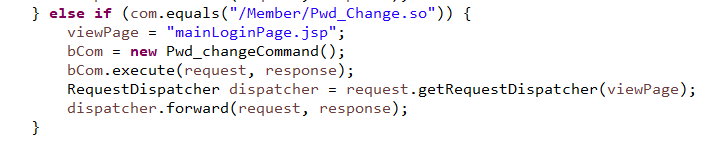 } else if (com.equals("/Member/Pwd_Change.so")) {
viewPage = "mainLoginPage.jsp";
bCom = new Pwd_changeCommand();
bCom.execute(request, response);
RequestDispatcher dispatcher = request.getRequestDispatcher(viewPage);
dispatcher.forward(request, response);
}